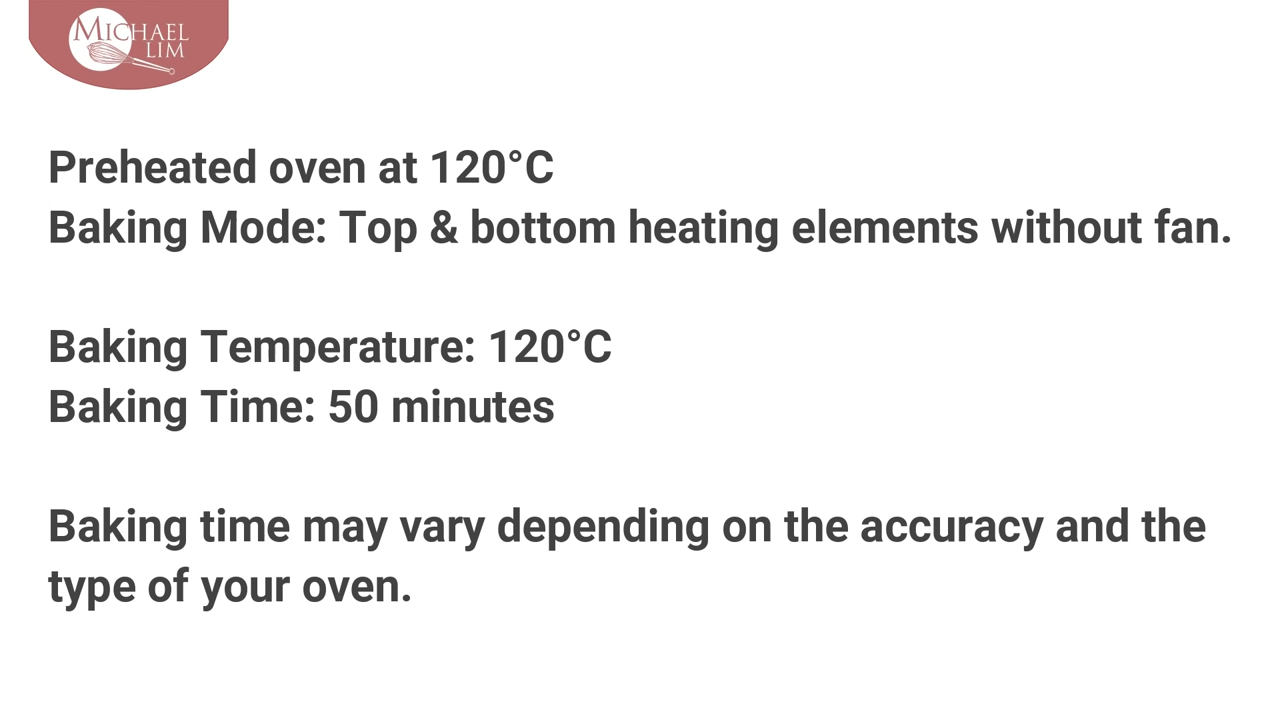 MICHAEL
LIM
Preheated oven at 120°C
Baking Mode: Top & bottom heating elements without fan.
Baking Temperature: 120°C
Baking Time: 50 minutes
Baking time may vary depending on the accuracy and the
type of your oven.